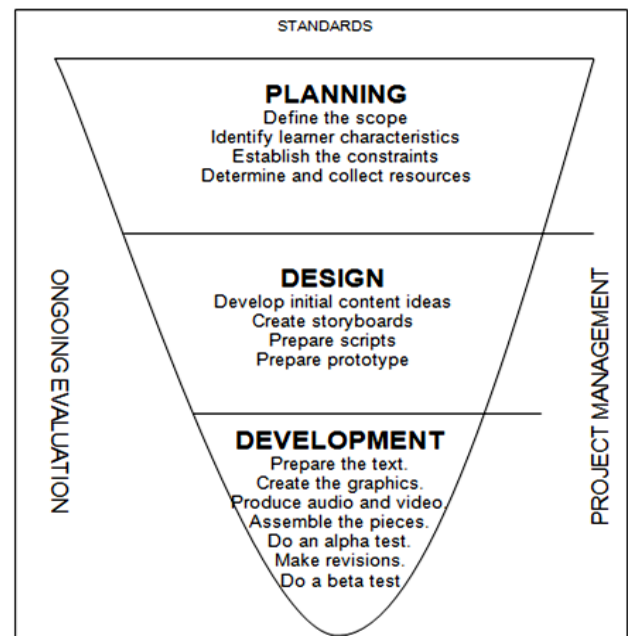 STANDARDS
PLANNING
Define the scope
Identify learner characteristics
Establish the constraints
Determine and collect resources
ONGOING EVALUATION
PROJECT MANAGEMENT
DESIGN
Develop initial content ideas
Create storyboards
Prepare scripts
Prepare prototype
DEVELOPMENT
Prepare the text.
Create the graphics.
Produce audio and video.
Assemble the pieces.
Do an alpha test.
Make revisions.
Do a beta test